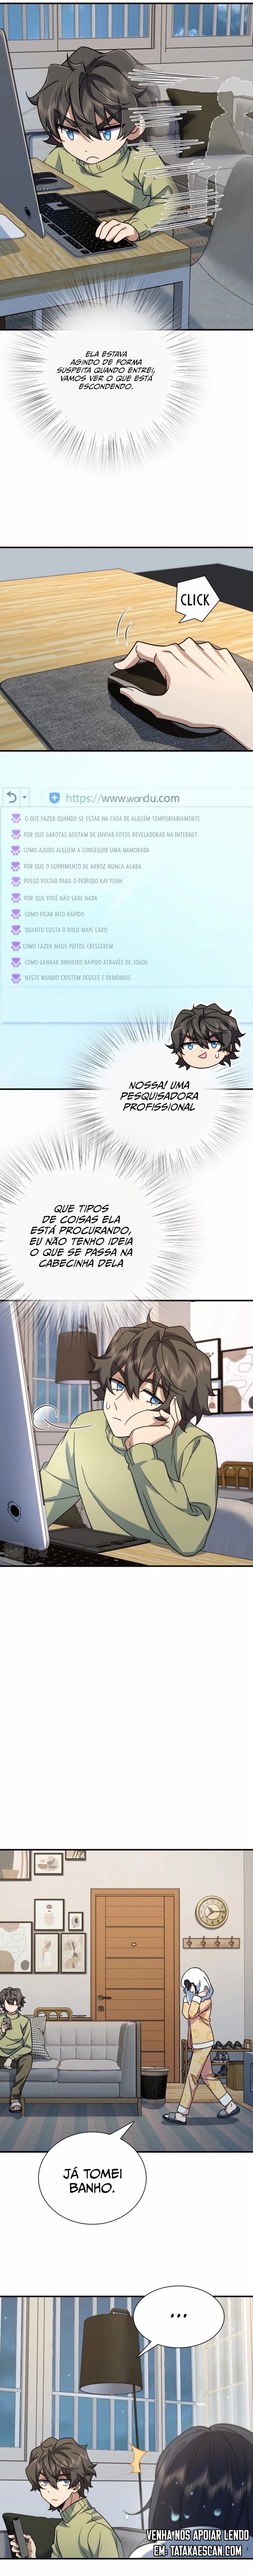 ELA ESTAVA
AGINDO DE FORMA
SUSPEITA QUANDO ENTREI,
VAMOS VER O QUE ESTÁ
ESCONDENDO.
CLICK
https://www.wordu.com
O QUE FAZER QUANDO SE ESTAR NA CASA DE ALGUÉM TEMPORIARIAMENTE
POR QUE GAROTAS GOSTAM DE ENVIAR FOTOS REVELADORAS NA INTERNET
COMO AJUDO ALGUÉM A CONSEGUIR UMA NAMORADA
POR QUE O SUPRIMENTO DE ARROZ NUNCA ACABA
POSSO VOLTAR PARA O PERÍODO KAI YUAN
POR QUE VOCÊ NÃO SABE NADA
COMO FICAR RICO RÁPIDO
QUANTO CUSTA O BOLO MAIS CARO
COMO FAZER MEUS PEITOS CRESCEREM
COMO GANHAR DINHEIRO RAPIDO ATRAVÉS DE JOGOS
NESTE MUNDO EXISTEM DEUSES E DEMÔNIOS
NOSSA! UMA
PESQUISADORA
PROFISSIONAL
QUE TIPOS
DE COISAS ELA
ESTÁ PROCURANDO,
EU NÃO TENHO IDEIA
O QUE SE PASSA NA
CABECINHA DELA
JÁ TOMEI
BANHO.
...
VENHA NOS APOIAR LENDO
EM: TATAKAESCAN.COM